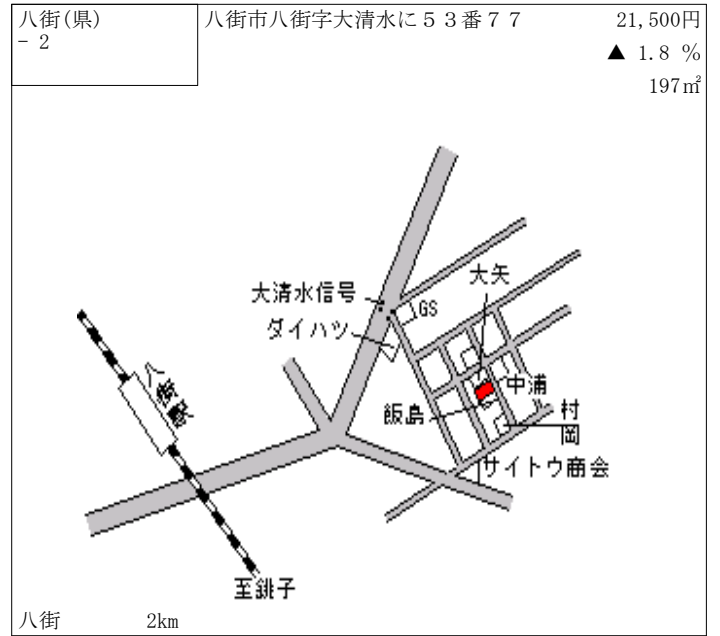 八街(県)
- 2
八街市八街字大清水に５３番７７
21,500円
▲ 1.8 %
197㎡
大清水信号
GS
ダイハツ
大矢
中浦
飯島
村岡
サイトウ商会
八街駅
至銚子
八街 2km